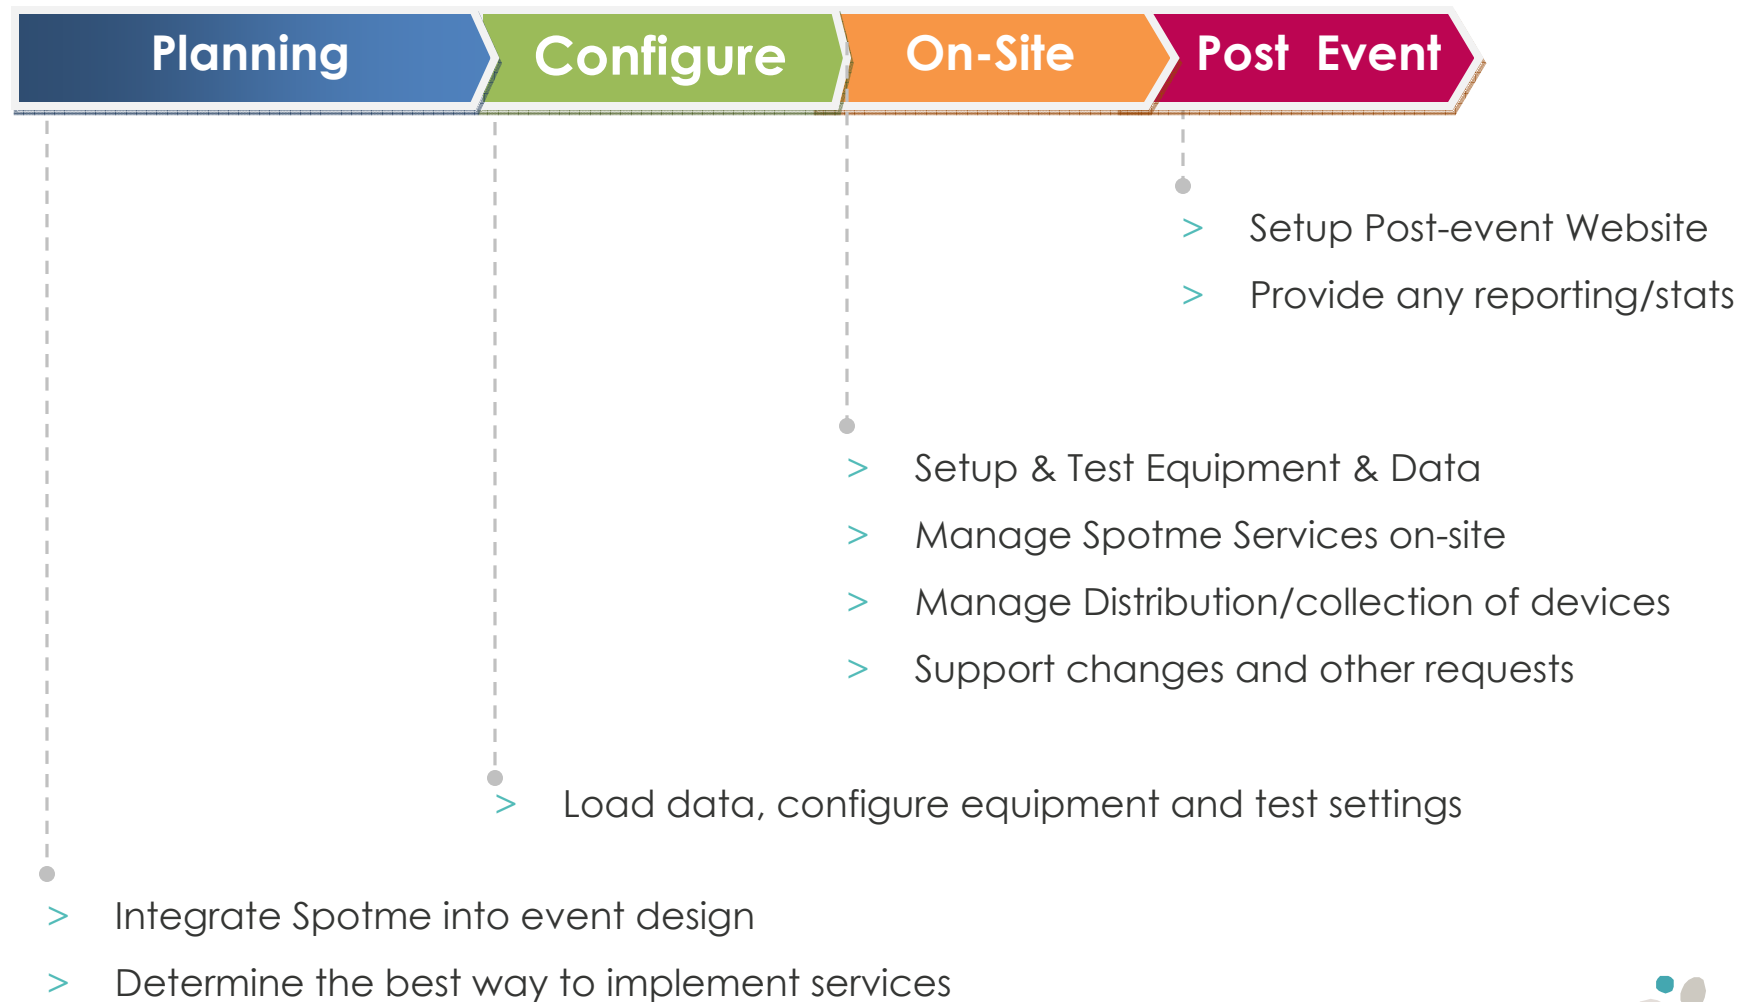 Planning
Configure
On-Site
Post Event
> Setup Post-event Website
> Provide any reporting/stats
> Setup & Test Equipment & Data
> Manage Spotme Services on-site
> Manage Distribution/collection of devices
> Support changes and other requests
> Load data, configure equipment and test settings
> Integrate Spotme into event design
> Determine the best way to implement services